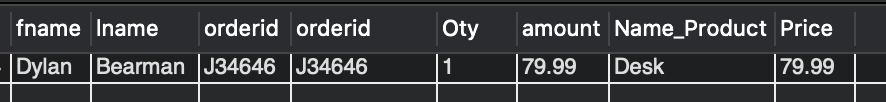 fname lname orderid orderid Oty amount Name_Product Price
Dylan Bearman J34646 J34646 1 79.99 Desk 79.99